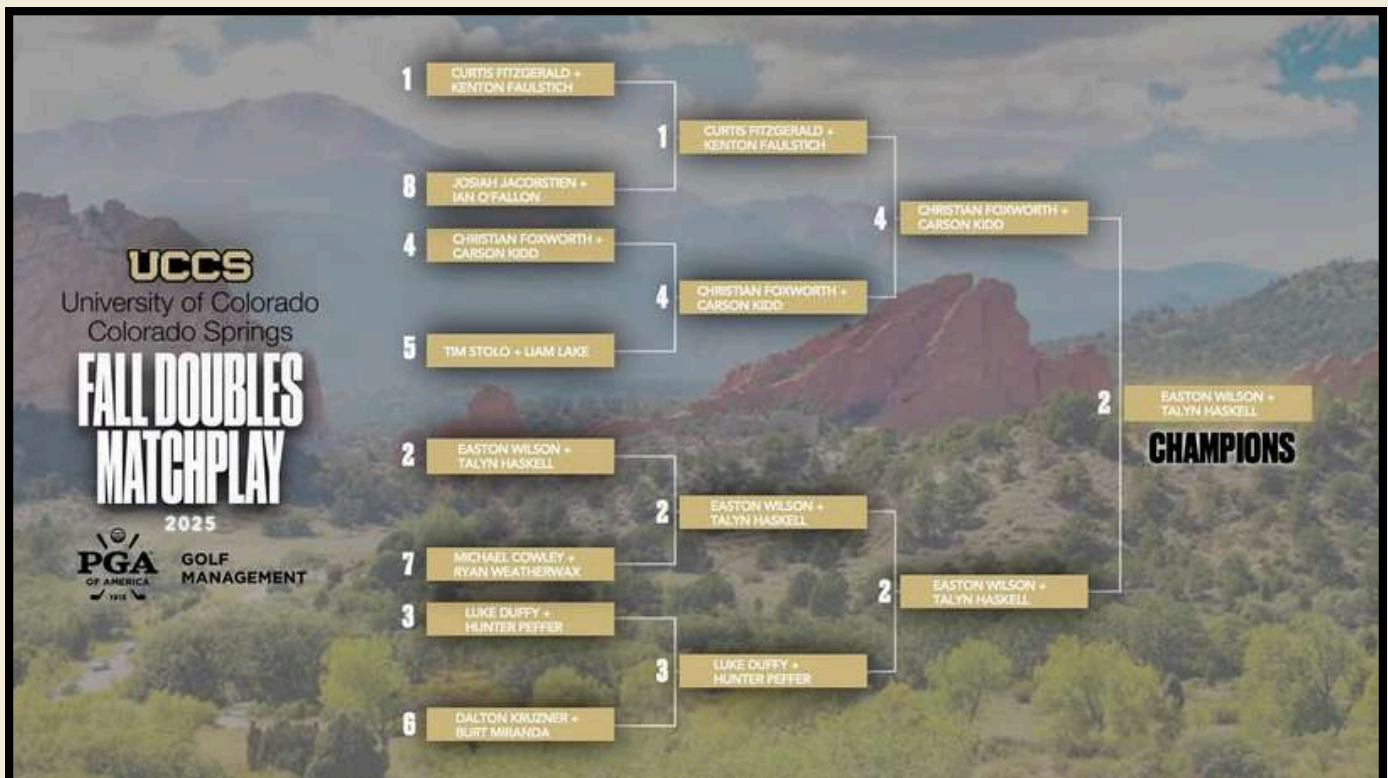 UCCS
University of Colorado
Colorado Springs
FALL DOUBLES
MATCHPLAY
2025
PGA
OF AMERICA
1916
GOLF
MANAGEMENT
1
CURTIS FITZGERALD +
KENTON FAULSTICH
8
JOSIAH JACORSTIEN +
IAN O'FALLON
4
CHRISTIAN FOXWORTH +
CARSON KIDD
5
TIM STOLO + LIAM LAKE
2
EASTON WILSON +
TALYN HASKELL
7
MICHAEL COWLEY +
RYAN WEATHERWAX
3
LUKE DUFFY +
HUNTER PEFFER
6
DALTON KRUZNER +
BURT MIRANDA
1
CURTIS FITZGERALD +
KENTON FAULSTICH
4
CHRISTIAN FOXWORTH +
CARSON KIDD
2
EASTON WILSON +
TALYN HASKELL
3
LUKE DUFFY +
HUNTER PEFFER
4
CHRISTIAN FOXWORTH +
CARSON KIDD
2
EASTON WILSON +
TALYN HASKELL
2
EASTON WILSON +
TALYN HASKELL
CHAMPIONS